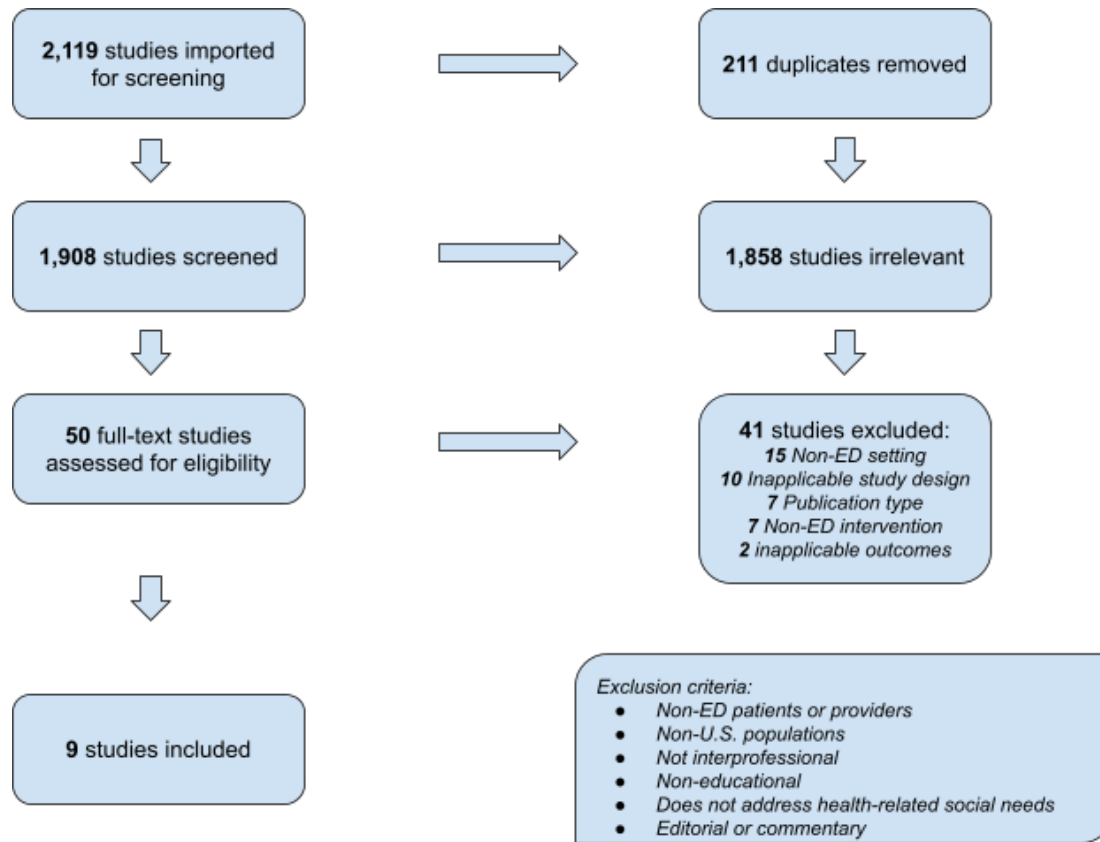 2,119 studies imported
for screening
211 duplicates removed
1,908 studies screened
1,858 studies irrelevant
50 full-text studies
assessed for eligibility
41 studies excluded:
15 Non-ED setting
10 Inapplicable study design
7 Publication type
7 Non-ED intervention
2 inapplicable outcomes
9 studies included
Exclusion criteria:
● Non-ED patients or providers
● Non-U.S. populations
● Not interprofessional
● Non-educational
● Does not address health-related social needs
● Editorial or commentary